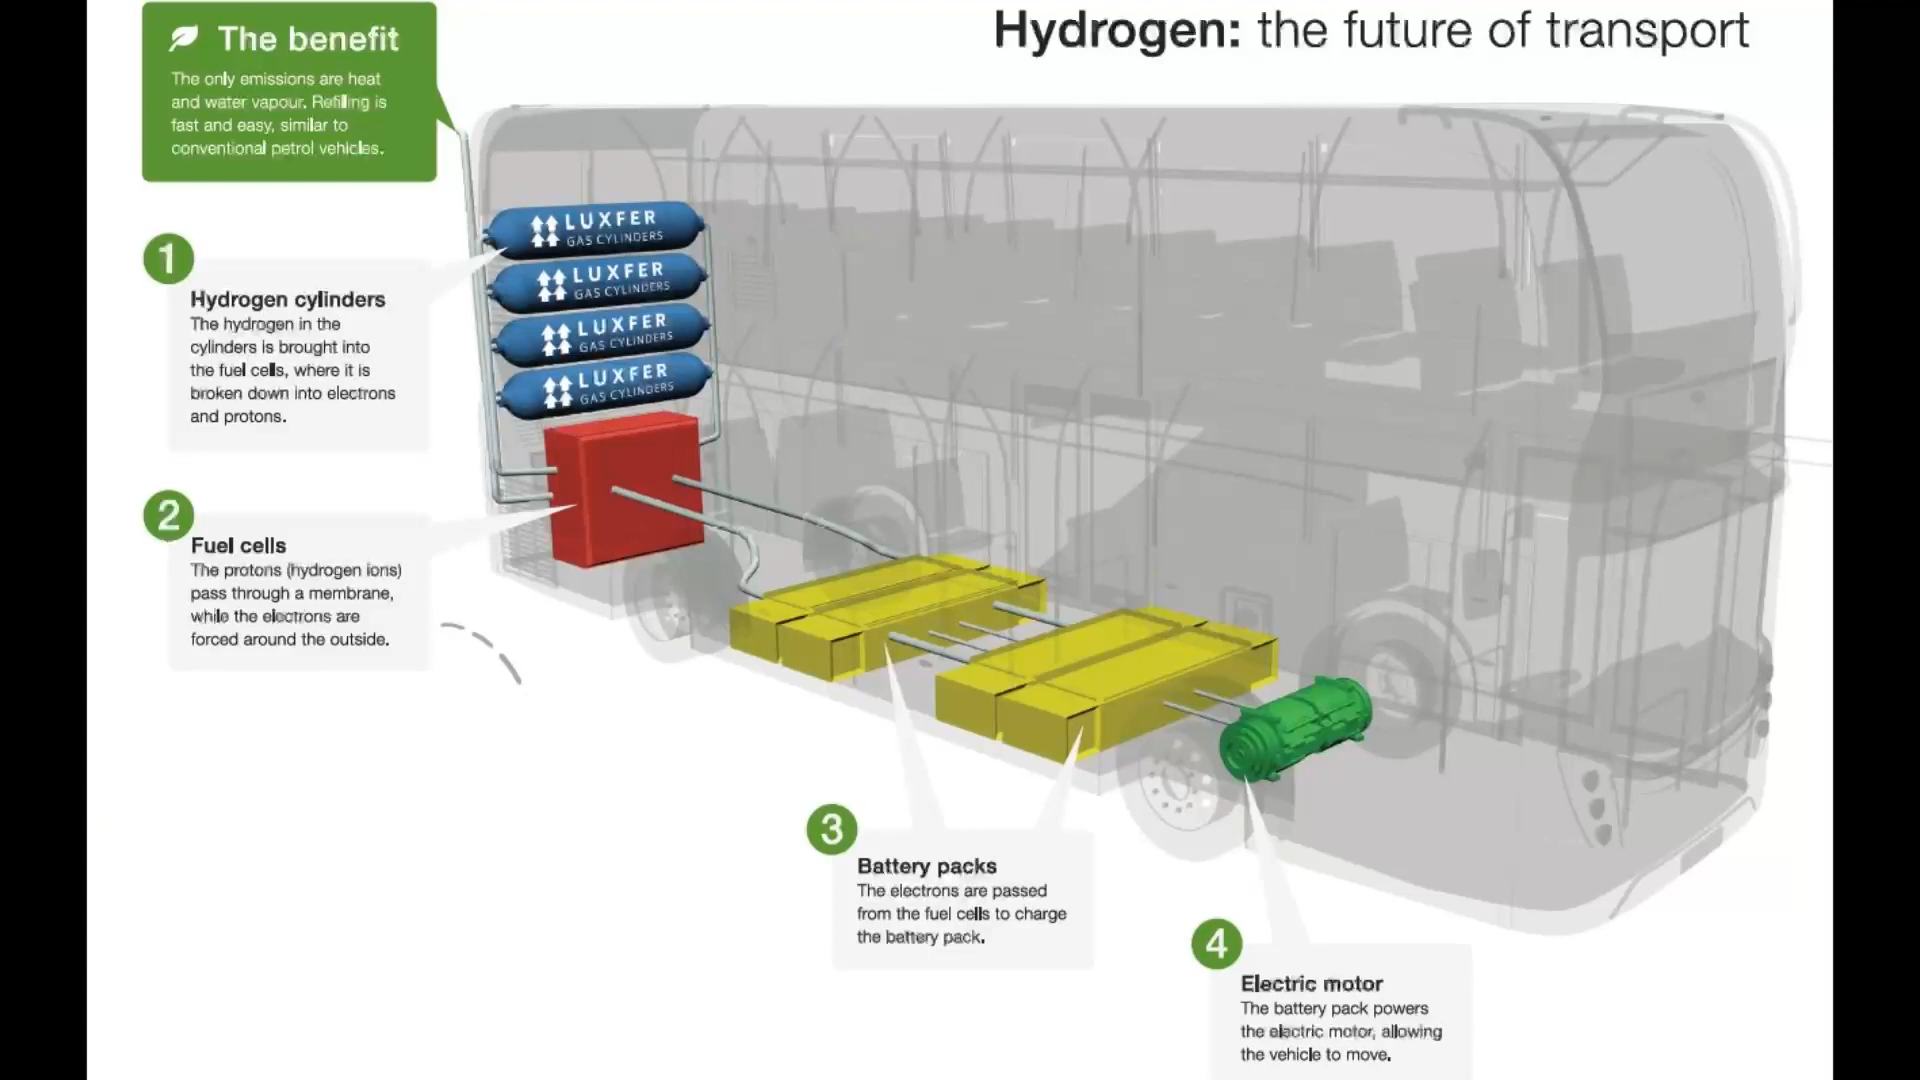 Hydrogen: the future of transport
The benefit
The only emissions are heat
and water vapour. Refilling is
fast and easy, similar to
conventional petrol vehicles.
1
Hydrogen cylinders
The hydrogen in the
cylinders is brought into
the fuel cells, where it is
broken down into electrons
and protons.
LUXFER
GAS CYLINDERS
LUXFER
GAS CYLINDERS
LUXFER
GAS CYLINDERS
LUXFER
GAS CYLINDERS
2
Fuel cells
The protons (hydrogen ions)
pass through a membrane,
while the electrons are
forced around the outside.
3
Battery packs
The electrons are passed
from the fuel cells to charge
the battery pack.
4
Electric motor
The battery pack powers
the electric motor, allowing
the vehicle to move.